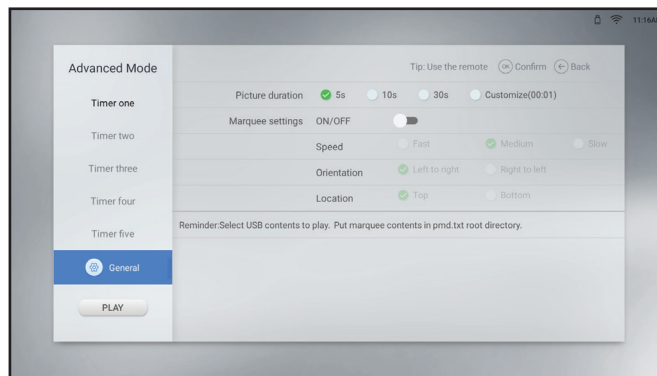 11:16AM
Advanced Mode
Tip: Use the remote OK Confirm Back
Timer one
Timer two
Timer three
Timer four
Timer five
General
PLAY
Picture duration 5s 10s 30s Customize(00:01)
Marquee settings ON/OFF
Speed Fast Medium Slow
Orientation Left to right Right to left
Location Top Bottom
Reminder:Select USB contents to play. Put marquee contents in pmd.txt root directory.